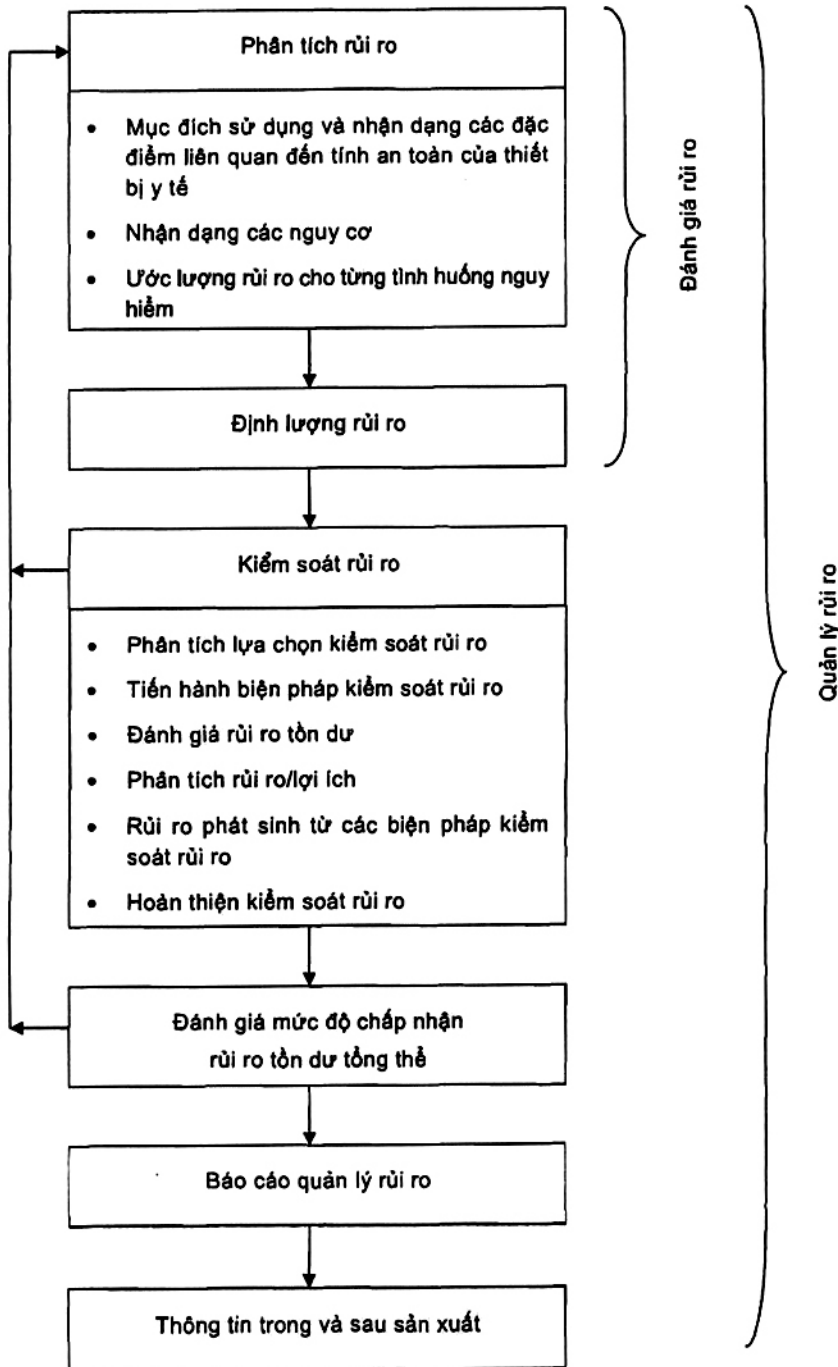 Phân tích rủi ro
• Mục đích sử dụng và nhận dạng các đặc
điểm liên quan đến tính an toàn của thiết
bị y tế
• Nhận dạng các nguy cơ
• Ước lượng rủi ro cho từng tình huống nguy
hiểm
Định lượng rủi ro
Đánh giá rủi ro
Kiểm soát rủi ro
• Phân tích lựa chọn kiểm soát rủi ro
• Tiến hành biện pháp kiểm soát rủi ro
• Đánh giá rủi ro tồn dư
• Phân tích rủi ro/lợi ích
• Rủi ro phát sinh từ các biện pháp kiểm
soát rủi ro
• Hoàn thiện kiểm soát rủi ro
Quản lý rủi ro
Đánh giá mức độ chấp nhận
rủi ro tồn dư tổng thể
Báo cáo quản lý rủi ro
Thông tin trong và sau sản xuất